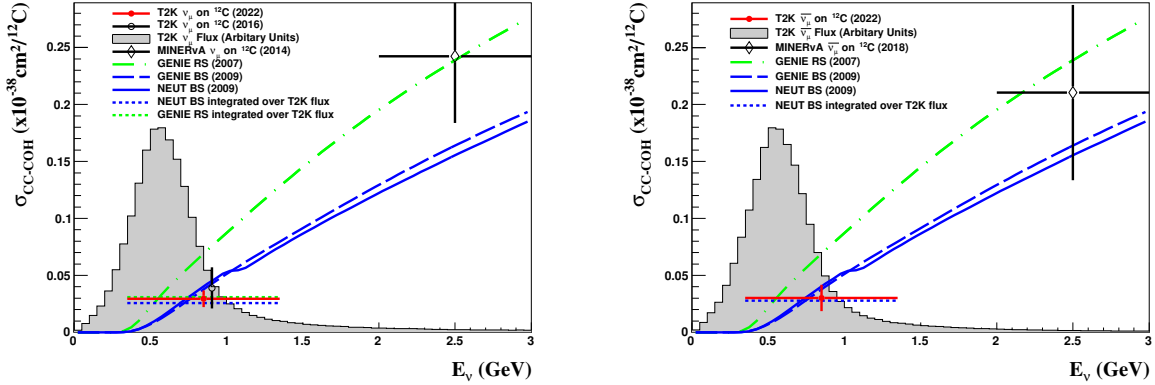 T2K ν_μ on ¹²C (2022)
T2K ν_μ on ¹²C (2016)
T2K ν_μ Flux (Arbitary Units)
MINERvA ν_μ on ¹²C (2014)
GENIE RS (2007)
GENIE BS (2009)
NEUT BS (2009)
NEUT BS integrated over T2K flux
GENIE RS integrated over T2K flux
σ_CC-COH (x10⁻³⁸cm²/¹²C)
0.25
0.2
0.15
0.1
0.05
0
0 0.5 1 1.5 2 2.5 3
E_ν (GeV)
T2K ν̅_μ on ¹²C (2022)
T2K ν̅_μ Flux (Arbitary Units)
MINERvA ν̅_μ on ¹²C (2018)
GENIE RS (2007)
GENIE BS (2009)
NEUT BS (2009)
NEUT BS integrated over T2K flux
σ_CC-COH (x10⁻³⁸cm²/¹²C)
0.25
0.2
0.15
0.1
0.05
0
0 0.5 1 1.5 2 2.5 3
E_ν (GeV)